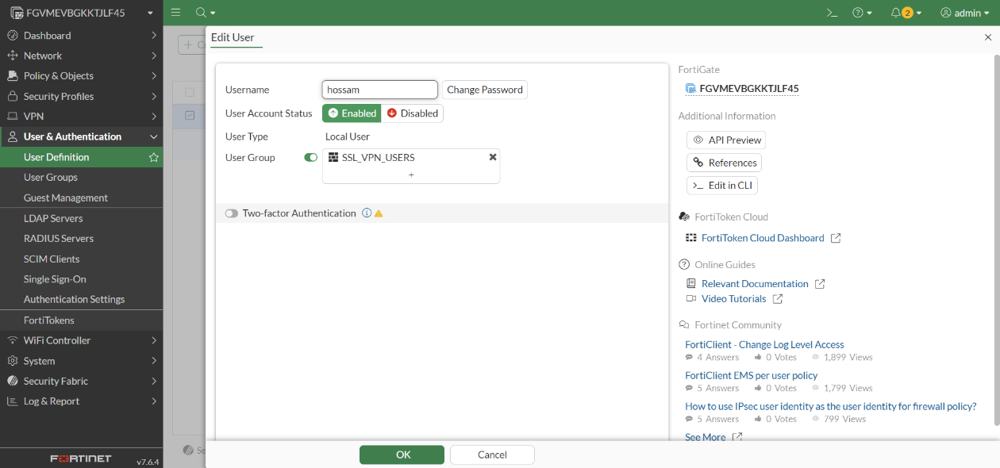 FGVMEVBGKKTJLF45
2
admin
Dashboard
Network
Policy & Objects
Security Profiles
VPN
User & Authentication
User Definition
User Groups
Guest Management
LDAP Servers
RADIUS Servers
SCIM Clients
Single Sign-On
Authentication Settings
FortiTokens
WiFi Controller
System
Security Fabric
Log & Report
FORTINET
v7.6.4
Edit User
Username
hossam
Change Password
User Account Status
Enabled
Disabled
User Type
Local User
User Group
SSL_VPN_USERS
+
Two-factor Authentication
OK
Cancel
FortiGate
FGVMEVBGKKTJLF45
Additional Information
API Preview
References
>_ Edit in CLI
FortiToken Cloud
FortiToken Cloud Dashboard
Online Guides
Relevant Documentation
Video Tutorials
Fortinet Community
FortiClient - Change Log Level Access
4 Answers 0 Votes 1,899 Views
FortiClient EMS per user policy
5 Answers 0 Votes 1,799 Views
How to use IPsec user identity as the user identity for firewall policy?
5 Answers 0 Votes 799 Views
See More